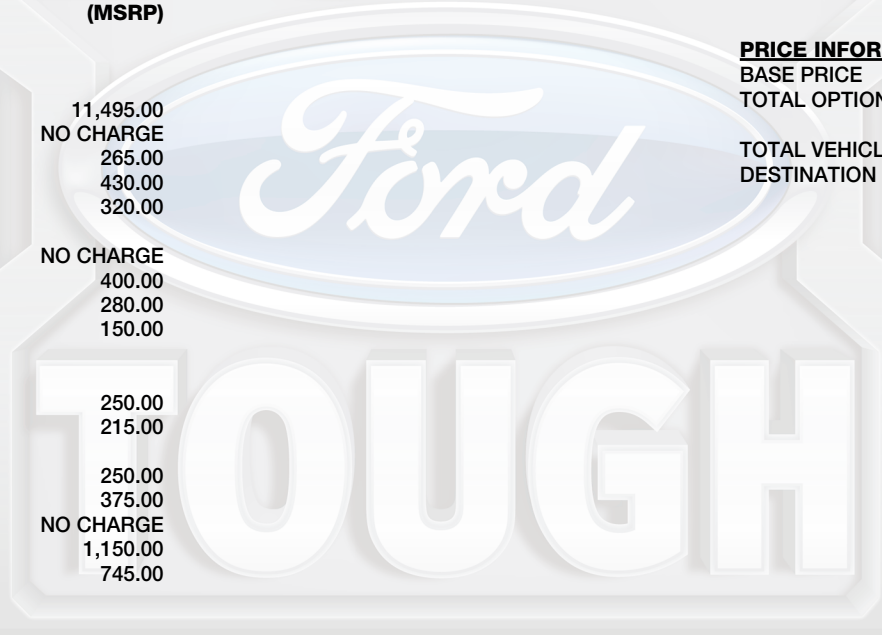 (MSRP)
11,495.00
NO CHARGE
265.00
430.00
320.00
NO CHARGE
400.00
280.00
150.00
250.00
215.00
250.00
375.00
NO CHARGE
1,150.00
745.00
PRICE INFOR
BASE PRICE
TOTAL OPTION
TOTAL VEHICL
DESTINATION
Ford
TOUGH